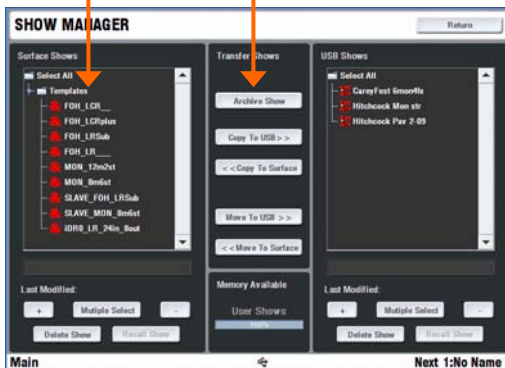 SHOW MANAGER
Return
Surface Shows
Select All
Templates
FOH_LCR__
FOH_LCRplus
FOH_LRSub
FOH_LR___
MON_12m2st
MON_8m6st
SLAVE_FOH_LRSub
SLAVE_MON_8m6st
iDR0_LR_24in_8out
Last Modified:
+
Mutiple Select
-
Delete Show
Recall Show
Transfer Shows
Archive Show
Copy To USB>>
<<Copy To Surface
Move To USB >>
<<Move To Surface
Memory Available
User Shows
100%
USB Shows
Select All
CareyFest 6mon4fx
Hitchcock Mon str
Hitchcock Pav 2-09
Last Modified:
+
Mutiple Select
-
Delete Show
Recall Show
Main
Next 1:No Name